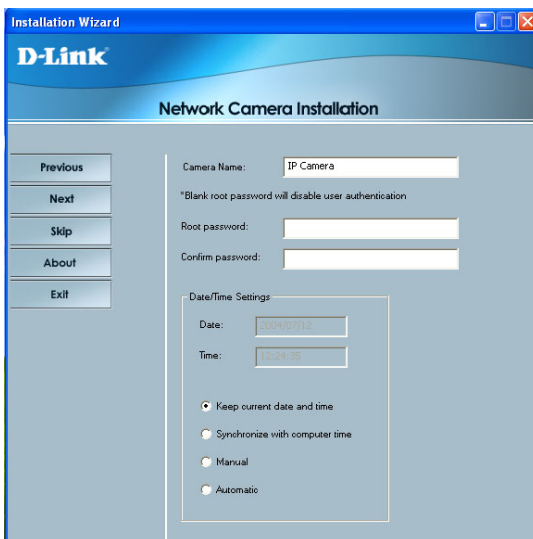 Installation Wizard
D-Link
Network Camera Installation
Previous
Next
Skip
About
Exit
Camera Name: IP Camera
*Blank root password will disable user authentication
Root password:
Confirm password:
Date/Time Settings
Date: 2004/07/12
Time: 12:24:35
Keep current date and time
Synchronize with computer time
Manual
Automatic